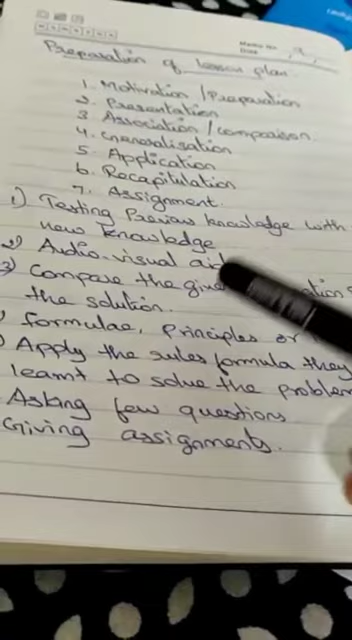 Preparation of lesson plan.
1. Motivation / Preparation
2. Presentation
3 Association / comparison.
4. Generalisation
5. Application
6. Recapitulation
7. Assignment.
1) Testing Previous knowledge with
new knowledge
2) Audio-visual aid
3) Compare the
the solution.
formulae, principles or
Apply the rules formula they
learnt to solve the problem
Asking few questions
Giving assignments.